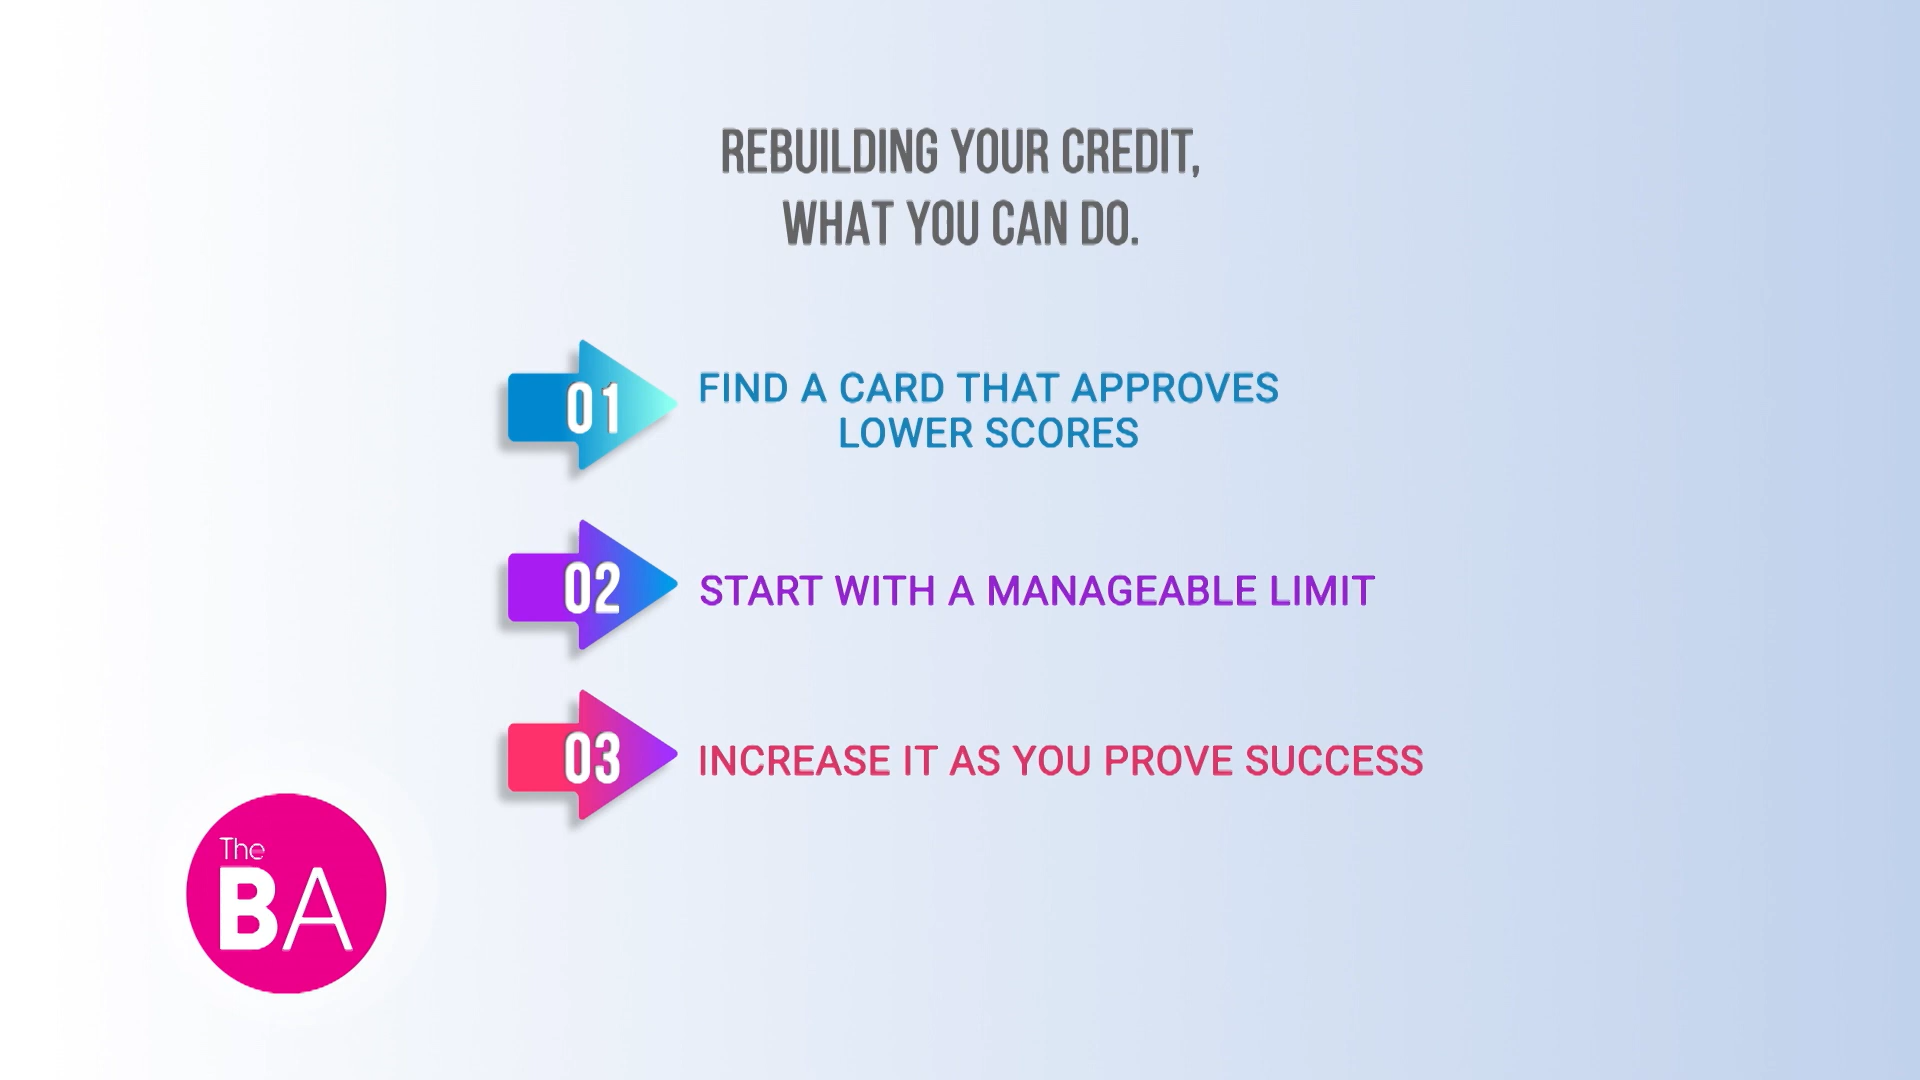 REBUILDING YOUR CREDIT,
WHAT YOU CAN DO.
01
FIND A CARD THAT APPROVES
LOWER SCORES
02
START WITH A MANAGEABLE LIMIT
03
INCREASE IT AS YOU PROVE SUCCESS
The
BA